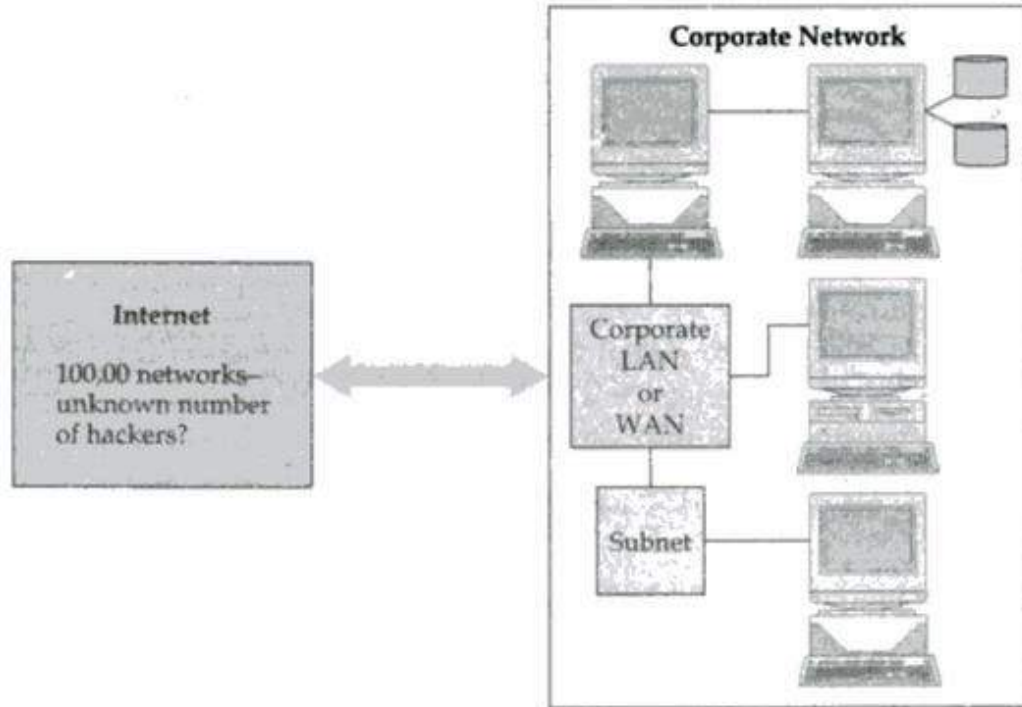 Corporate Network
Internet
100,00 networks–
unknown number
of hackers?
Corporate
LAN
or
WAN
Subnet